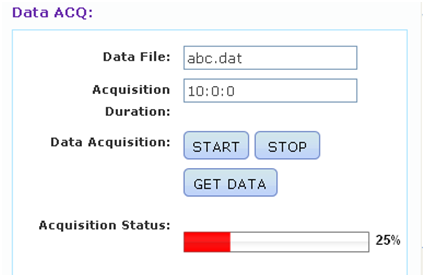 Data ACQ:
Data File: abc.dat
Acquisition Duration: 10:0:0
Data Acquisition: START STOP
GET DATA
Acquisition Status: 25%